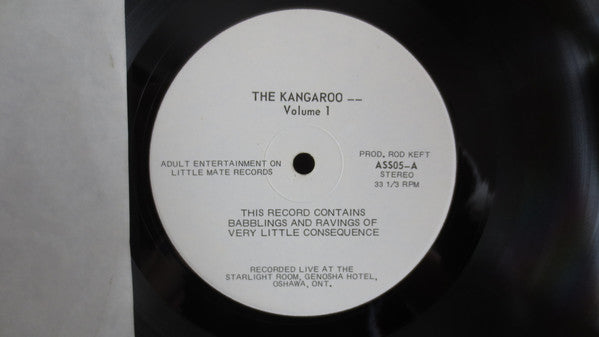 THE KANGAROO --
Volume 1
ADULT ENTERTAINMENT ON
LITTLE MATE RECORDS
PROD. ROD KEFT
ASS05-A
STEREO
33 1/3 RPM
THIS RECORD CONTAINS
BABBLINGS AND RAVINGS OF
VERY LITTLE CONSEQUENCE
RECORDED LIVE AT THE
STARLIGHT ROOM, GENOSHA HOTEL,
OSHAWA, ONT.